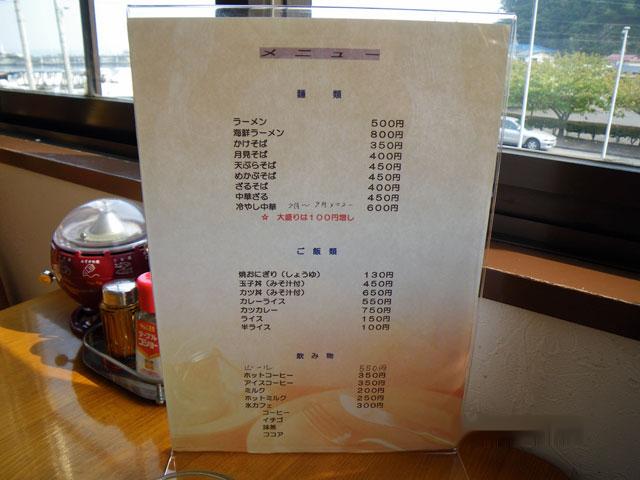 メニュー
麺 類
ラーメン 500円
海鮮ラーメン 800円
かけそば 350円
月見そば 400円
天ぷらそば 450円
めかぶそば 450円
ざるそば 400円
中華ざる 450円
冷やし中華 600円
☆ 大盛りは100円増し
ご飯類
焼おにぎり(しょうゆ) 130円
玉子丼(みそ汁付) 450円
カツ丼(みそ汁付) 650円
カレーライス 550円
カツカレー 750円
ライス 150円
半ライス 100円
飲み物
ビール 550円
ホットコーヒー 350円
アイスコーヒー 350円
ミルク 200円
ホットミルク 250円
氷カフェ 300円
コーヒー
イチゴ
抹茶
ココア
テーブル
コショー